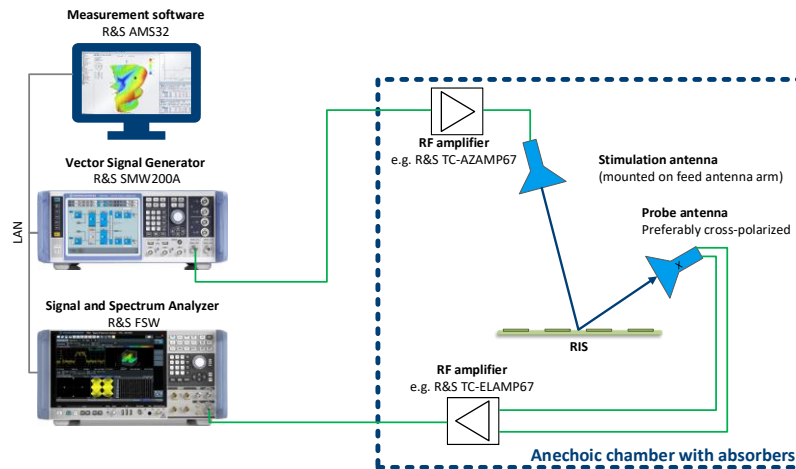 Measurement software
R&S AMS32
Vector Signal Generator
R&S SMW200A
LAN
Signal and Spectrum Analyzer
R&S FSW
RF amplifier
e.g. R&S TC-AZAMP67
Stimulation antenna
(mounted on feed antenna arm)
Probe antenna
Preferably cross-polarized
x
RIS
RF amplifier
e.g. R&S TC-ELAMP67
Anechoic chamber with absorbers